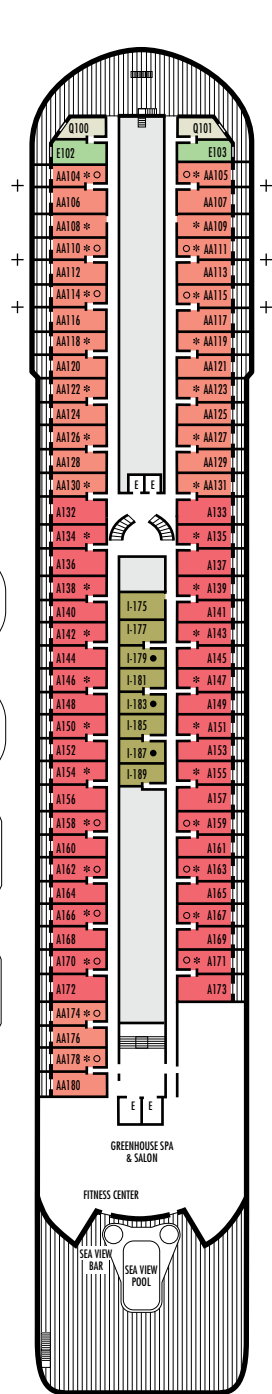 Q100 Q101
E102 E103
AA104 *○ ○* AA105
AA106 AA107
AA108 * * AA109
AA110 *○ ○* AA111
AA112 AA113
AA114 *○ ○* AA115
AA116 AA117
AA118 * * AA119
AA120 AA121
AA122 * * AA123
AA124 AA125
AA126 * * AA127
AA128 AA129
AA130 * E E * AA131
A132 A133
A134 * * A135
A136 A137
A138 * * A139
A140 I-175 A141
A142 * I-177 * A143
A144 I-179 ● A145
A146 * I-181 * A147
A148 I-183 ● A149
A150 * I-185 * A151
A152 I-187 ● A153
A154 * I-189 * A155
A156 A157
A158 *○ ○* A159
A160 A161
A162 *○ ○* A163
A164 A165
A166 *○ ○* A167
A168 A169
A170 *○ ○* A171
A172 A173
AA174 *○
AA176
AA178 *○
AA180
E E
GREENHOUSE SPA
& SALON
FITNESS CENTER
SEA VIEW
BAR
SEA VIEW
POOL